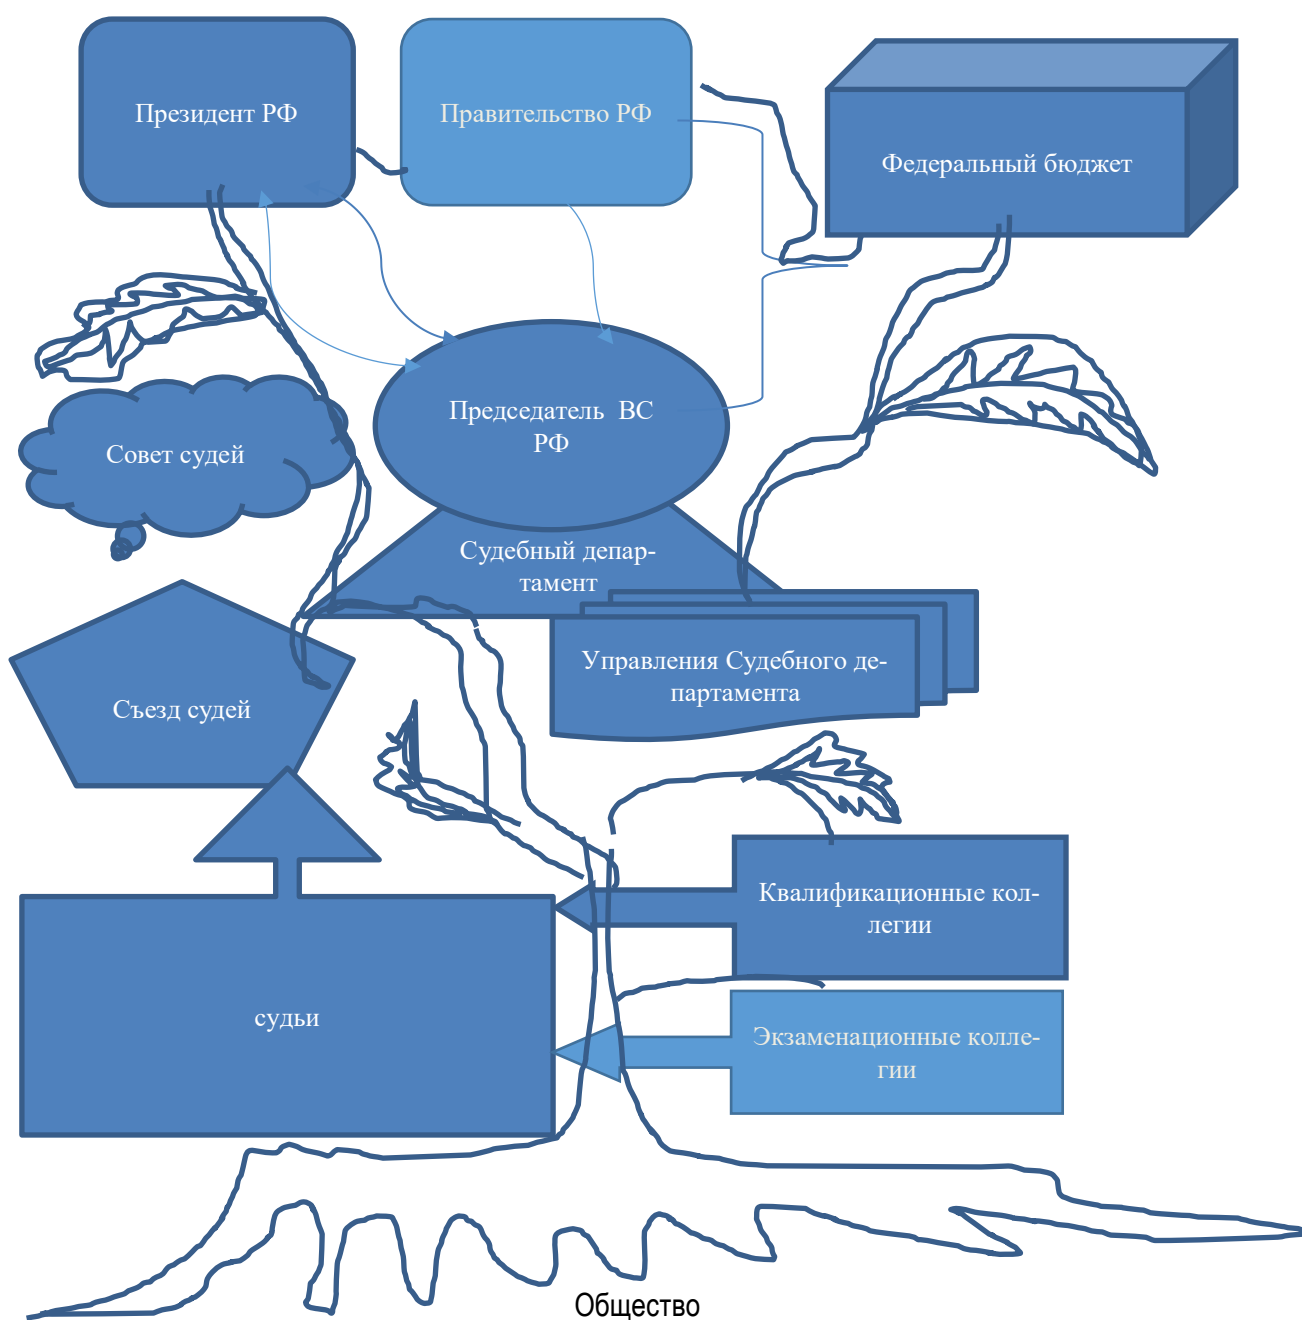 Президент РФ
Правительство РФ
Федеральный бюджет
Председатель ВС
РФ
Совет судей
Судебный депар-
тамент
Управления Судебного де-
партамента
Съезд судей
Квалификационные кол-
легии
судьи
Экзаменационные колле-
гии
Общество